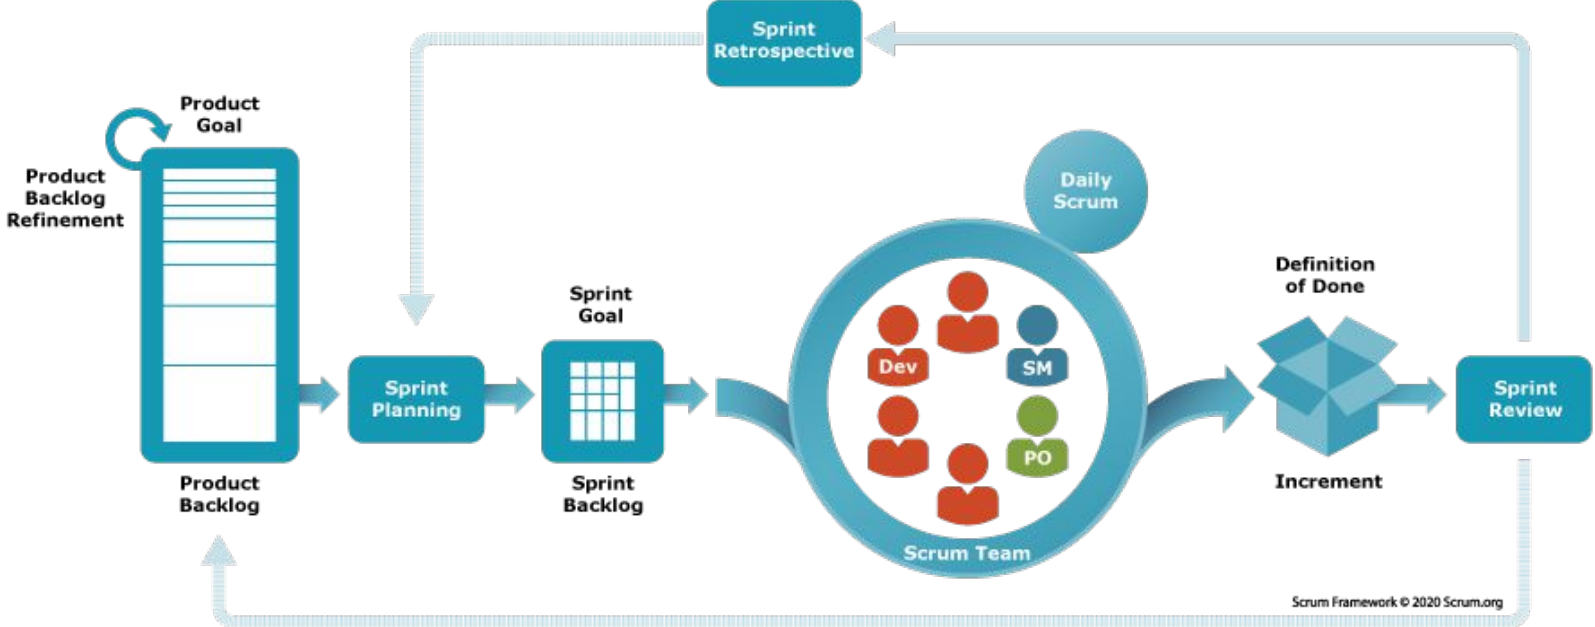 Sprint
Retrospective
Product
Goal
Product
Backlog
Refinement
Daily
Scrum
Definition
of Done
Sprint
Goal
Dev
SM
Sprint
Planning
Sprint
Review
PO
Product
Backlog
Sprint
Backlog
Increment
Scrum Team
Scrum Framework © 2020 Scrum.org